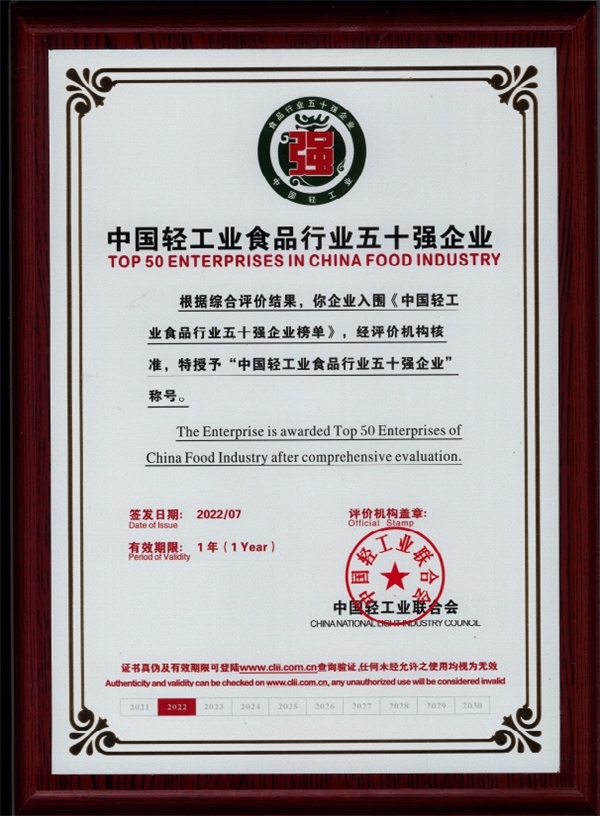 食品行业五十强企业
强
中国轻工业
中国轻工业食品行业五十强企业
TOP 50 ENTERPRISES IN CHINA FOOD INDUSTRY
根据综合评价结果，你企业入围《中国轻工
业食品行业五十强企业榜单》，经评价机构核
准，特授予“中国轻工业食品行业五十强企业”
称号。
The Enterprise is awarded Top 50 Enterprises of
China Food Industry after comprehensive evaluation.
签发日期： 2022/07
Date of Issue
有效期限： 1年（1 Year）
Period of Validity
评价机构盖章：
Official Stamp
中国轻工业联合会
中国轻工业联合会
CHINA NATIONAL LIGHT INDUSTRY COUNCIL
证书真伪及有效期限可登陆www.clii.com.cn查询验证,任何未经允许之使用均视为无效
Authenticity and validity can be checked on www.clii.com.cn, any unauthorized use will be considered invalid
2021 2022 2023 2024 2025 2026 2027 2028 2029 2030